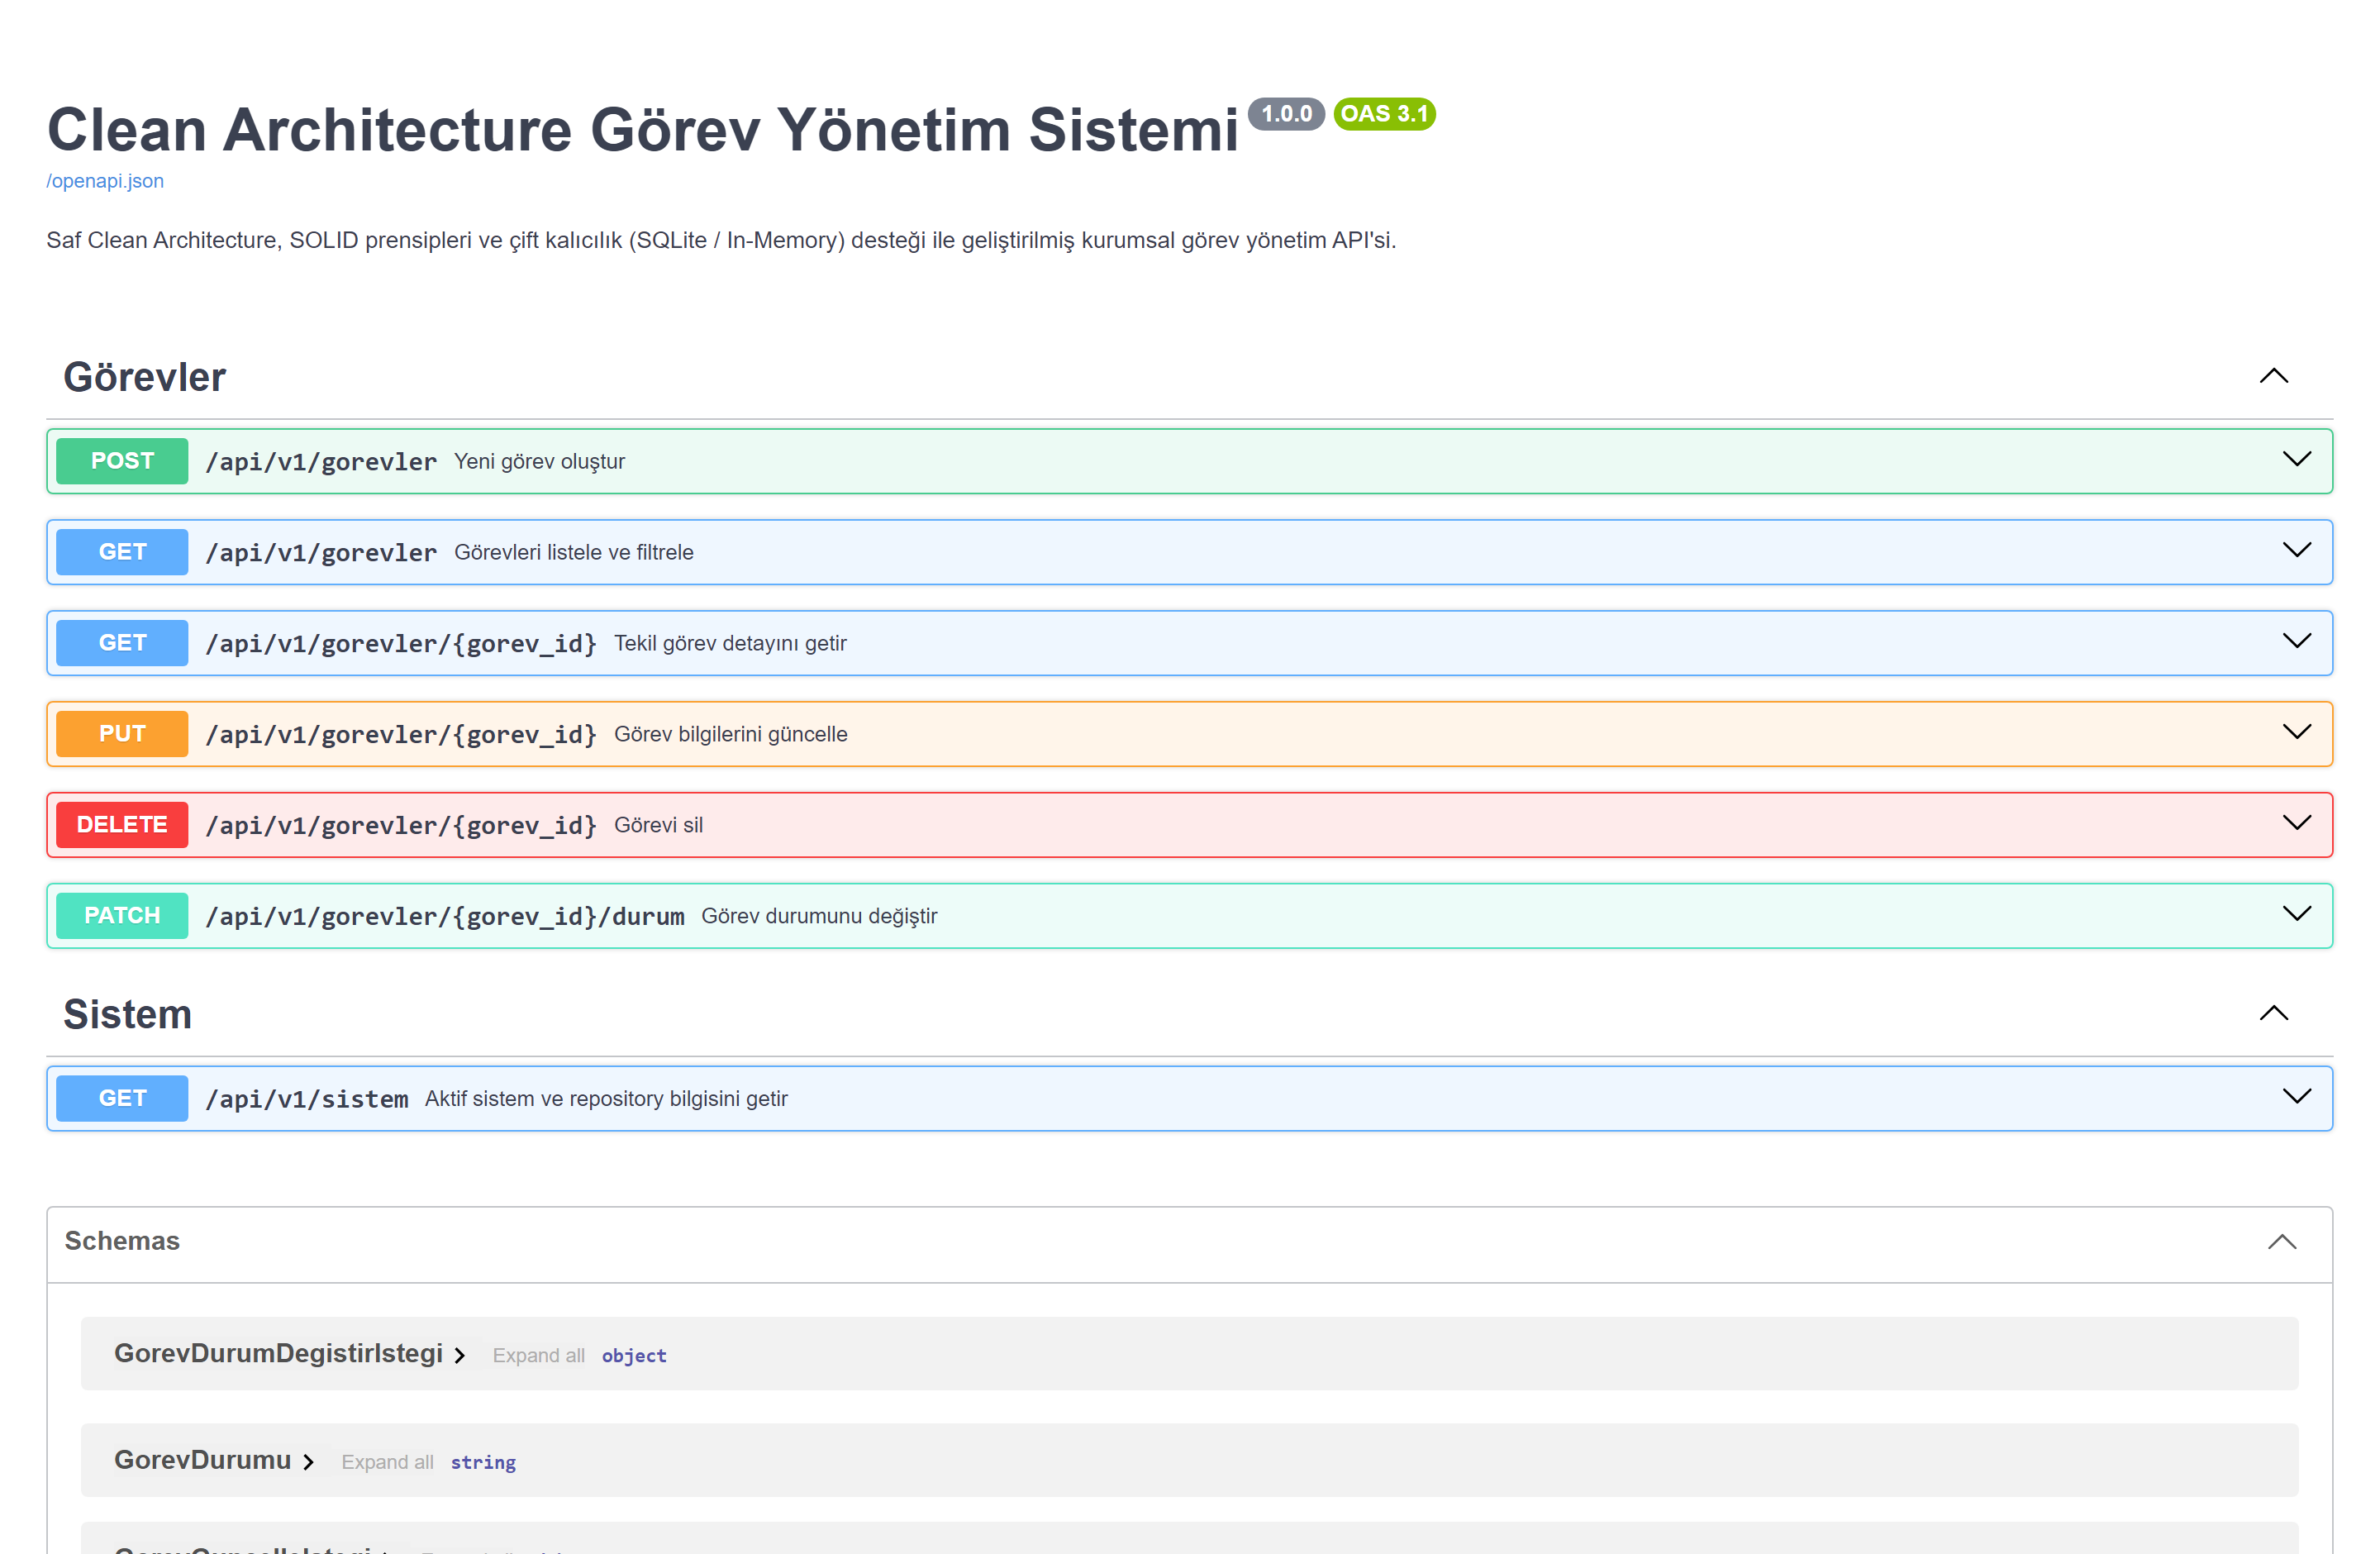 Clean Architecture Görev Yönetim Sistemi 1.0.0 OAS 3.1
/openapi.json
Saf Clean Architecture, SOLID prensipleri ve çift kalıcılık (SQLite / In-Memory) desteği ile geliştirilmiş kurumsal görev yönetim API'si.
Görevler
POST /api/v1/gorevler Yeni görev oluştur
GET /api/v1/gorevler Görevleri listele ve filtrele
GET /api/v1/gorevler/{gorev_id} Tekil görev detayını getir
PUT /api/v1/gorevler/{gorev_id} Görev bilgilerini güncelle
DELETE /api/v1/gorevler/{gorev_id} Görevi sil
PATCH /api/v1/gorevler/{gorev_id}/durum Görev durumunu değiştir
Sistem
GET /api/v1/sistem Aktif sistem ve repository bilgisini getir
Schemas
GorevDurumDegistirIstegi Expand all object
GorevDurumu Expand all string